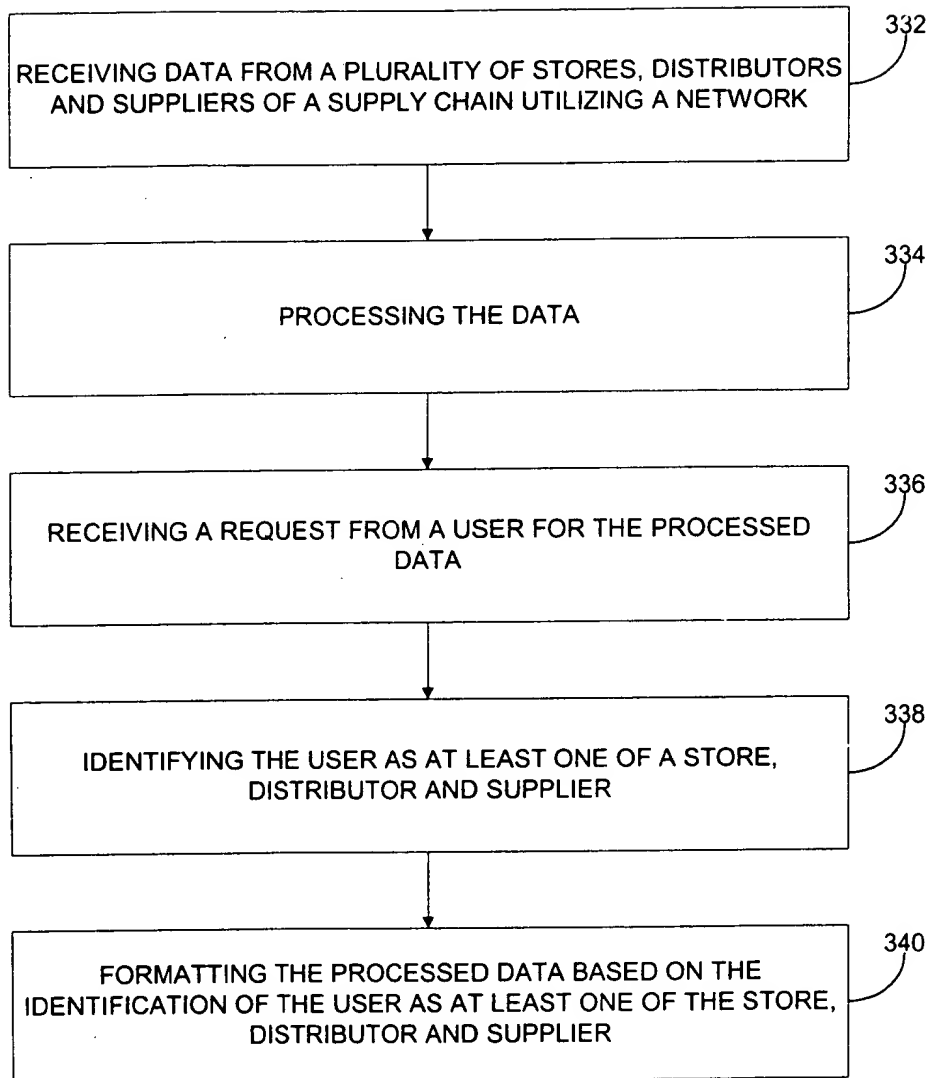 332
RECEIVING DATA FROM A PLURALITY OF STORES, DISTRIBUTORS
AND SUPPLIERS OF A SUPPLY CHAIN UTILIZING A NETWORK
334
PROCESSING THE DATA
336
RECEIVING A REQUEST FROM A USER FOR THE PROCESSED
DATA
338
IDENTIFYING THE USER AS AT LEAST ONE OF A STORE,
DISTRIBUTOR AND SUPPLIER
340
FORMATTING THE PROCESSED DATA BASED ON THE
IDENTIFICATION OF THE USER AS AT LEAST ONE OF THE STORE,
DISTRIBUTOR AND SUPPLIER